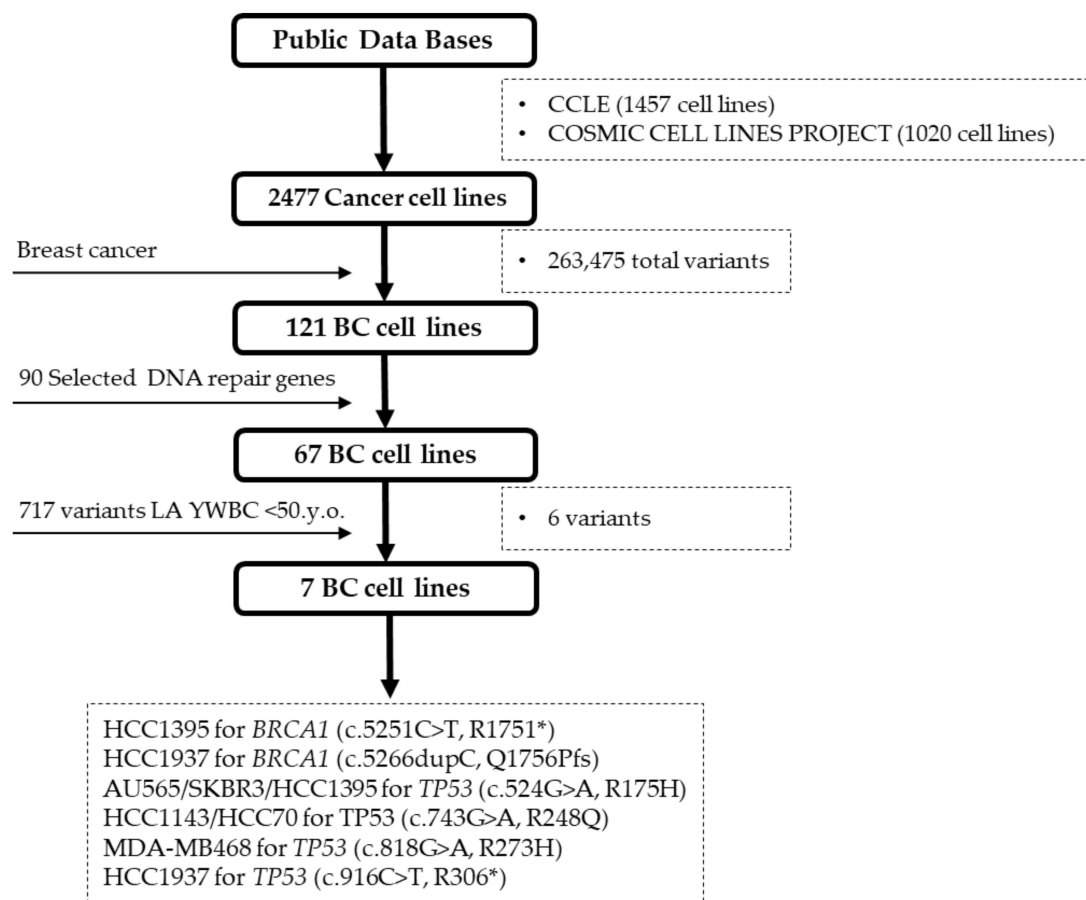 Public Data Bases
• CCLE (1457 cell lines)
• COSMIC CELL LINES PROJECT (1020 cell lines)
2477 Cancer cell lines
Breast cancer
• 263,475 total variants
121 BC cell lines
90 Selected DNA repair genes
67 BC cell lines
717 variants LA YWBC <50.y.o.
• 6 variants
7 BC cell lines
HCC1395 for BRCA1 (c.5251C>T, R1751*)
HCC1937 for BRCA1 (c.5266dupC, Q1756Pfs)
AU565/SKBR3/HCC1395 for TP53 (c.524G>A, R175H)
HCC1143/HCC70 for TP53 (c.743G>A, R248Q)
MDA-MB468 for TP53 (c.818G>A, R273H)
HCC1937 for TP53 (c.916C>T, R306*)